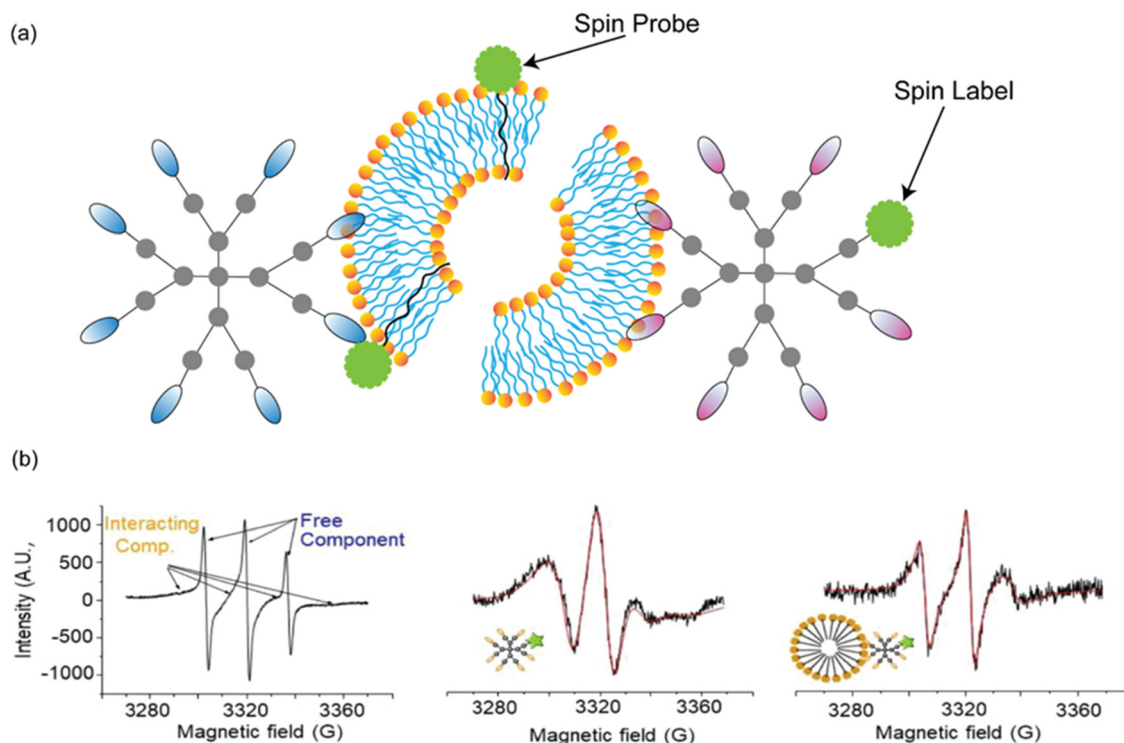 (a)
Spin Probe
Spin Label
(b)
Intensity (A.U.,
1000
500
0
-500
-1000
Interacting
Comp.
Free
Component
3280 3320 3360
Magnetic field (G)
3280 3320 3360
Magnetic field (G)
3280 3320 3360
Magnetic field (G)